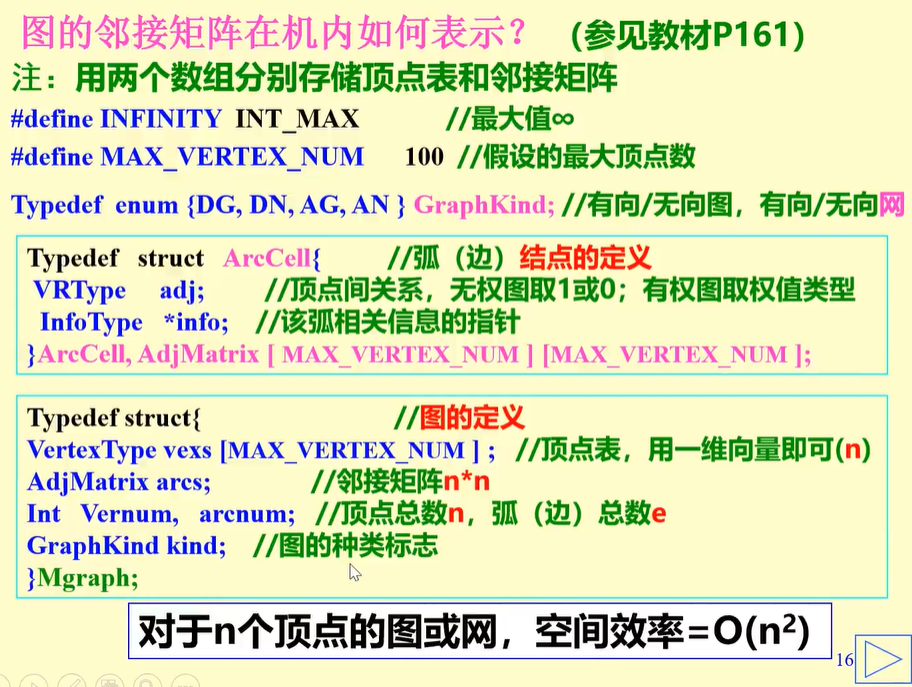 图的邻接矩阵在机内如何表示？ （参见教材P161）
注：用两个数组分别存储顶点表和邻接矩阵
#define INFINITY INT_MAX //最大值∞
#define MAX_VERTEX_NUM 100 //假设的最大顶点数
Typedef enum {DG, DN, AG, AN } GraphKind; //有向/无向图，有向/无向网
Typedef struct ArcCell{ //弧（边）结点的定义
VRType adj; //顶点间关系，无权图取1或0；有权图取权值类型
InfoType *info; //该弧相关信息的指针
}ArcCell, AdjMatrix [ MAX_VERTEX_NUM ] [MAX_VERTEX_NUM ];
Typedef struct{ //图的定义
VertexType vexs [MAX_VERTEX_NUM ] ; //顶点表，用一维向量即可(n)
AdjMatrix arcs; //邻接矩阵n*n
Int Vernum, arcnum; //顶点总数n，弧（边）总数e
GraphKind kind; //图的种类标志
}Mgraph;
对于n个顶点的图或网，空间效率=O(n²)
16